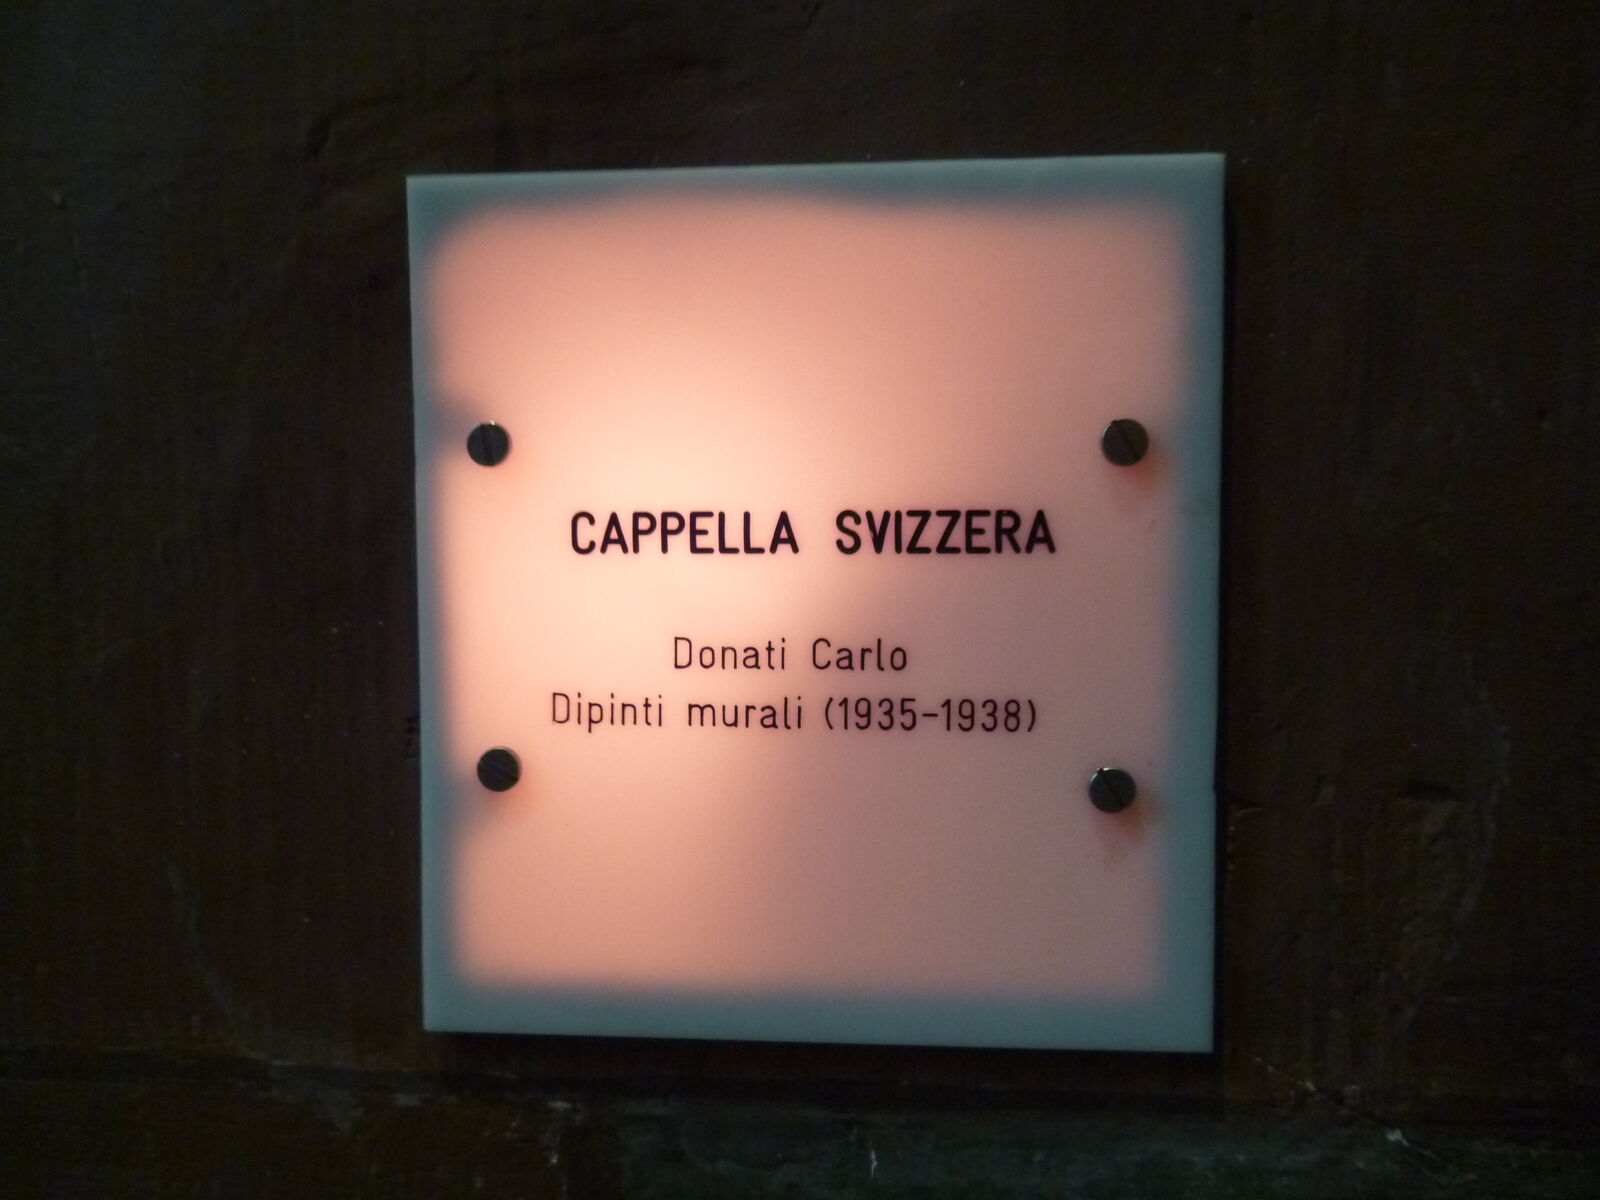 CAPPELLA SVIZZERA
Donati Carlo
Dipinti murali (1935-1938)